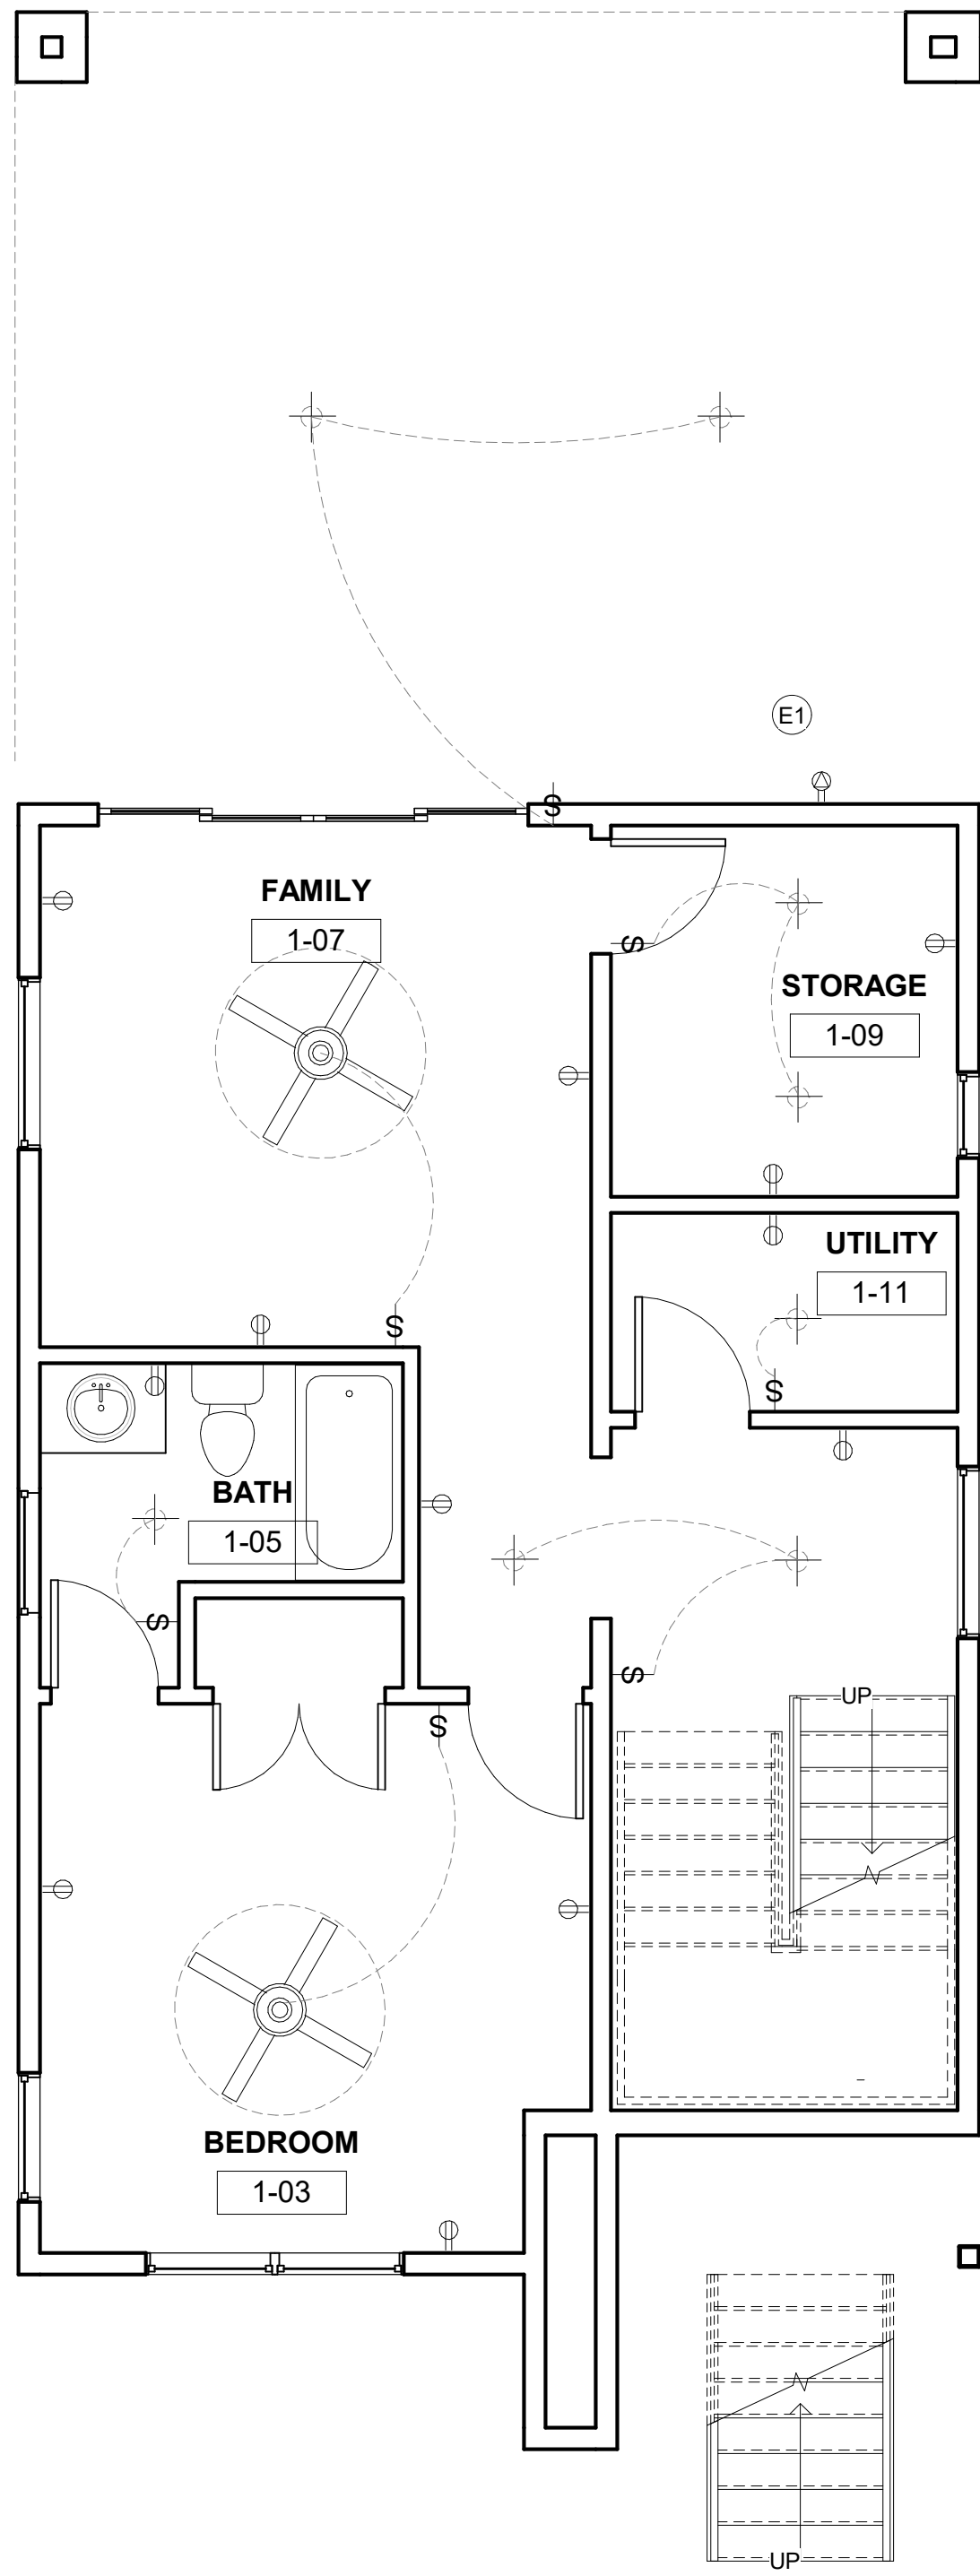 E1
S
FAMILY
1-07
S
STORAGE
1-09
UTILITY
1-11
S
S
BATH
1-05
S
S
UP
S
BEDROOM
1-03
UP